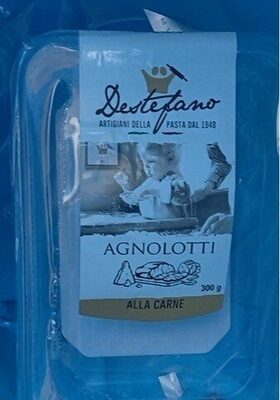 Destefano
ARTIGIANI DELLA PASTA DAL 1948
AGNOLOTTI
300 g
ALLA CARNE